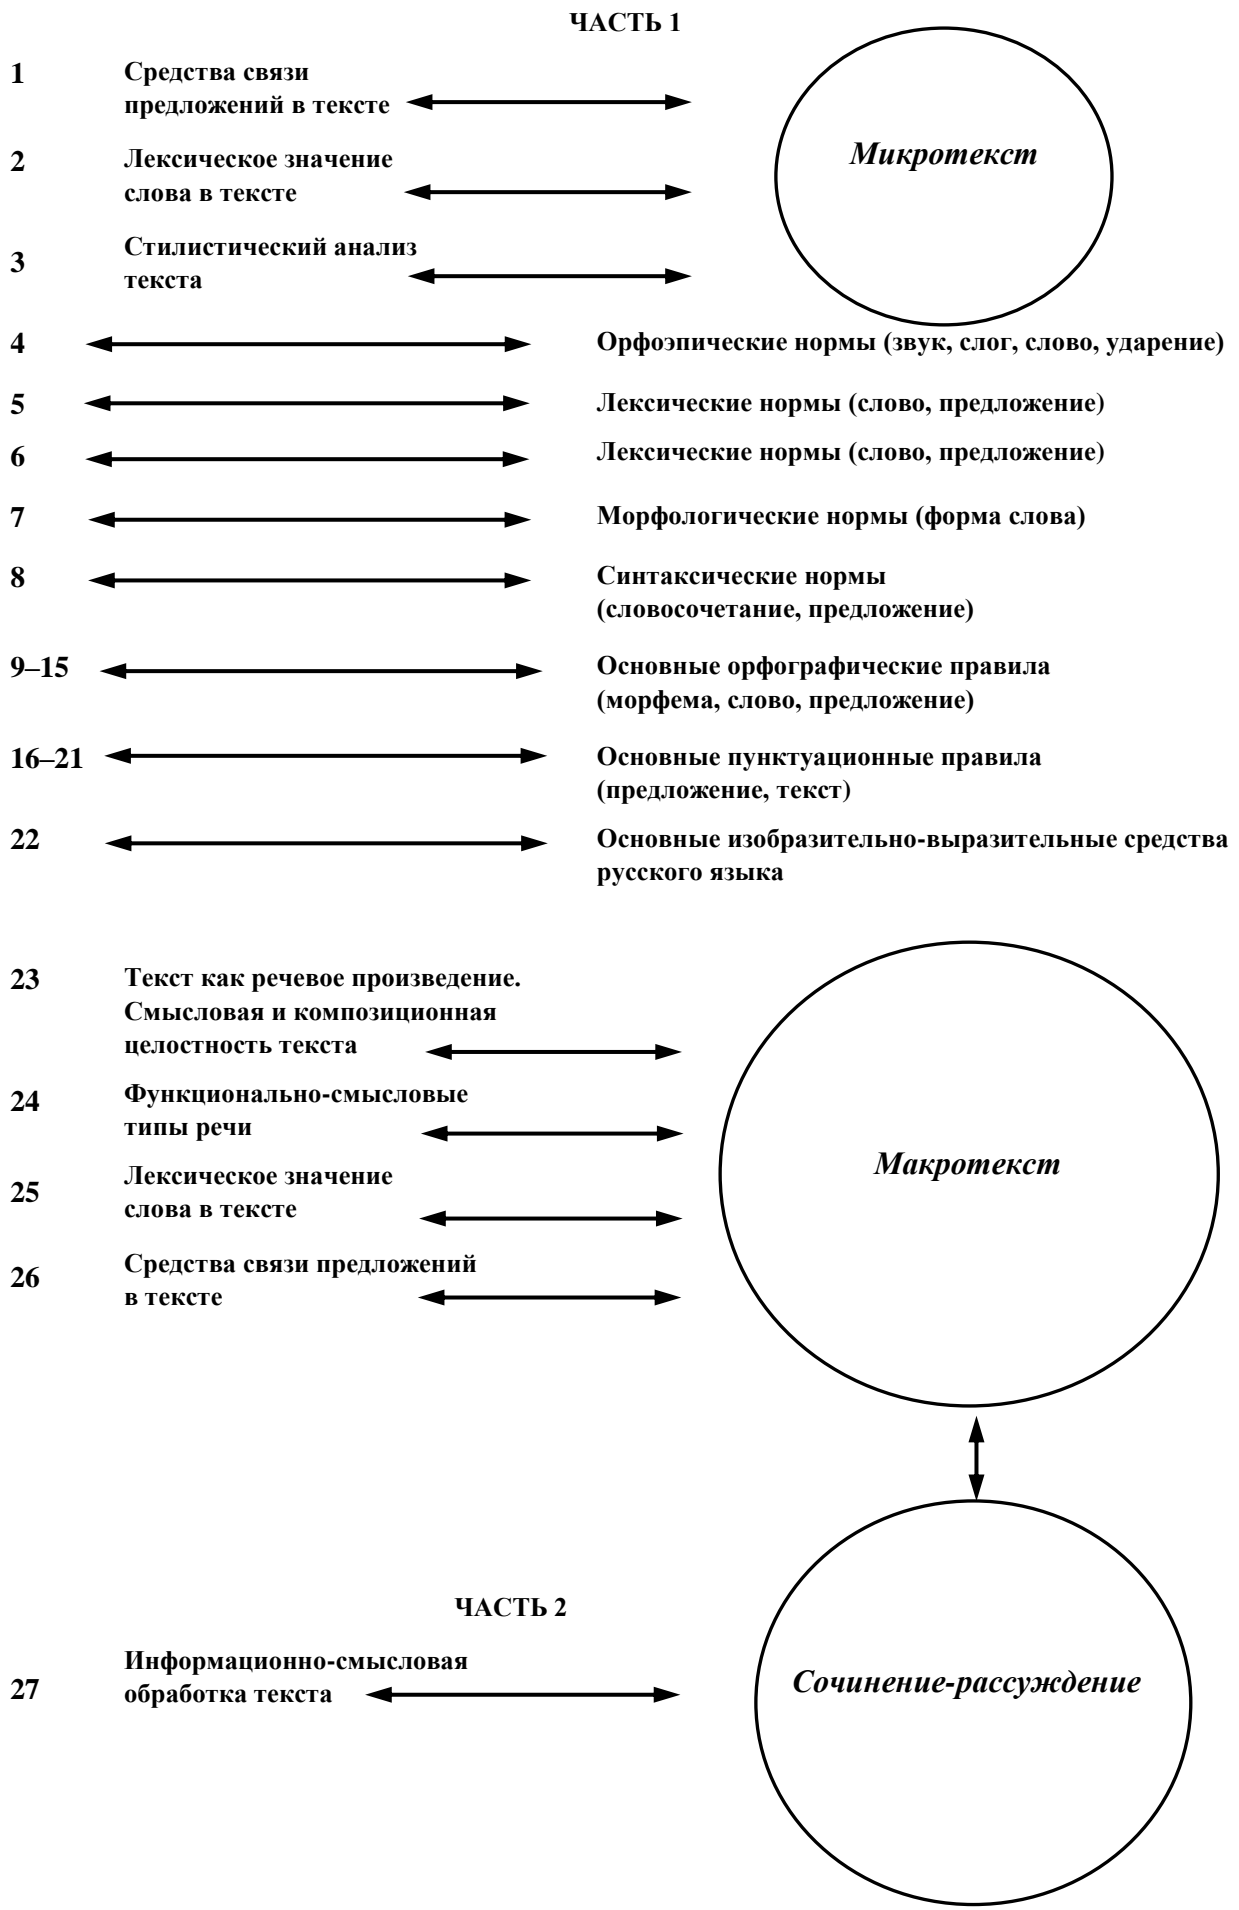 ЧАСТЬ 1
1 Средства связи
предложений в тексте
2 Лексическое значение
слова в тексте
3 Стилистический анализ
текста
Микротекст
4 Орфоэпические нормы (звук, слог, слово, ударение)
5 Лексические нормы (слово, предложение)
6 Лексические нормы (слово, предложение)
7 Морфологические нормы (форма слова)
8 Синтаксические нормы
(словосочетание, предложение)
9–15 Основные орфографические правила
(морфема, слово, предложение)
16–21 Основные пунктуационные правила
(предложение, текст)
22 Основные изобразительно-выразительные средства
русского языка
23 Текст как речевое произведение.
Смысловая и композиционная
целостность текста
24 Функционально-смысловые
типы речи
25 Лексическое значение
слова в тексте
26 Средства связи предложений
в тексте
Макротекст
ЧАСТЬ 2
27 Информационно-смысловая
обработка текста
Сочинение-рассуждение